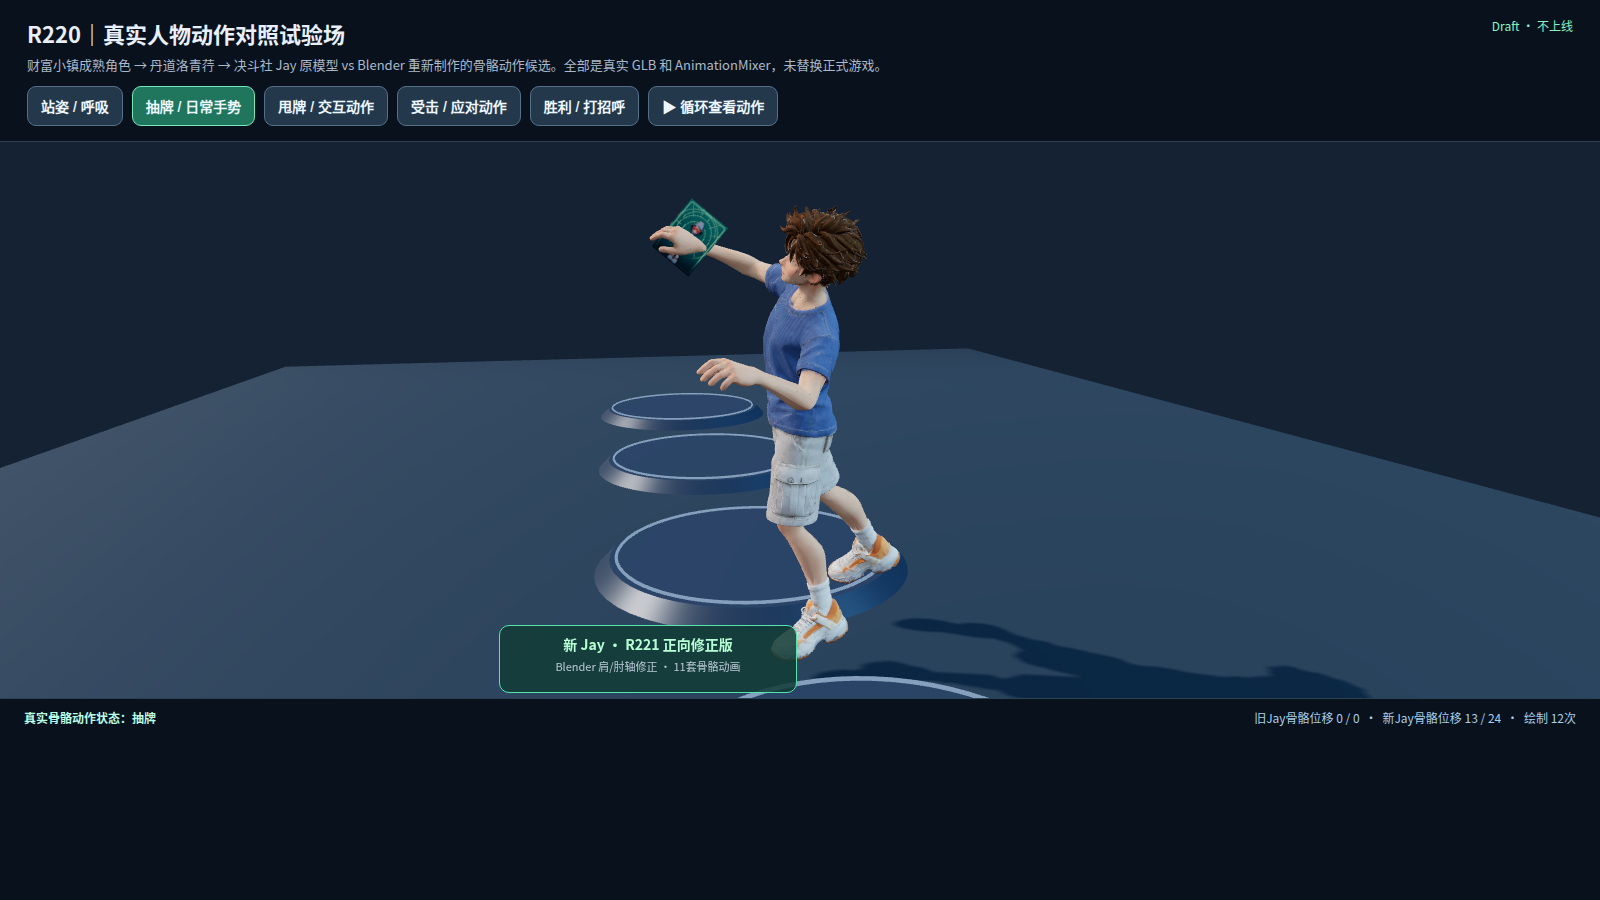 R220｜真实人物动作对照试验场
Draft · 不上线
财富小镇成熟角色 → 丹道洛青荇 → 决斗社 Jay 原模型 vs Blender 重新制作的骨骼动作候选。全部是真实 GLB 和 AnimationMixer，未替换正式游戏。
站姿 / 呼吸
抽牌 / 日常手势
甩牌 / 交互动作
受击 / 应对动作
胜利 / 打招呼
▶ 循环查看动作
新 Jay · R221 正向修正版
Blender 肩/肘轴修正 · 11套骨骼动画
真实骨骼动作状态：抽牌
旧Jay骨骼位移 0 / 0 · 新Jay骨骼位移 13 / 24 · 绘制 12次